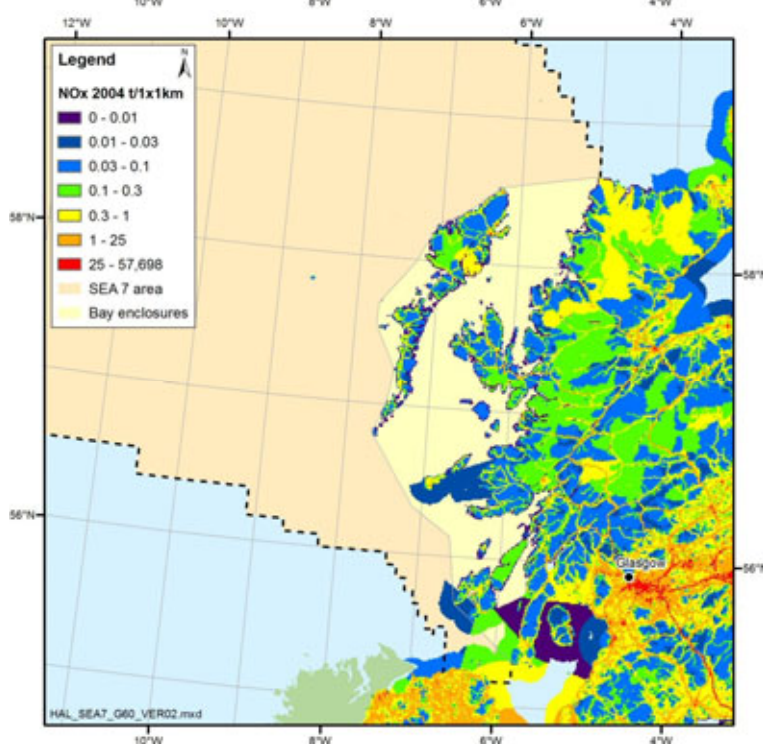 12°W 10°W 8°W 6°W 4°W
Legend
N
NOx 2004 t/1x1km
0 - 0.01
0.01 - 0.03
0.03 - 0.1
0.1 - 0.3
0.3 - 1
1 - 25
25 - 57,698
SEA 7 area
Bay enclosures
58°N
58°N
56°N
56°N
Glasgow
HAL_SEA7_G60_VER02.mxd
10°W 8°W 6°W 4°W